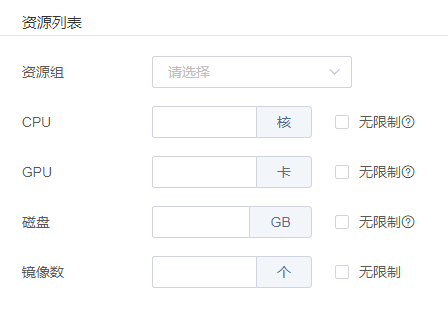 资源列表
资源组 请选择
CPU 核 无限制?
GPU 卡 无限制?
磁盘 GB 无限制?
镜像数 个 无限制